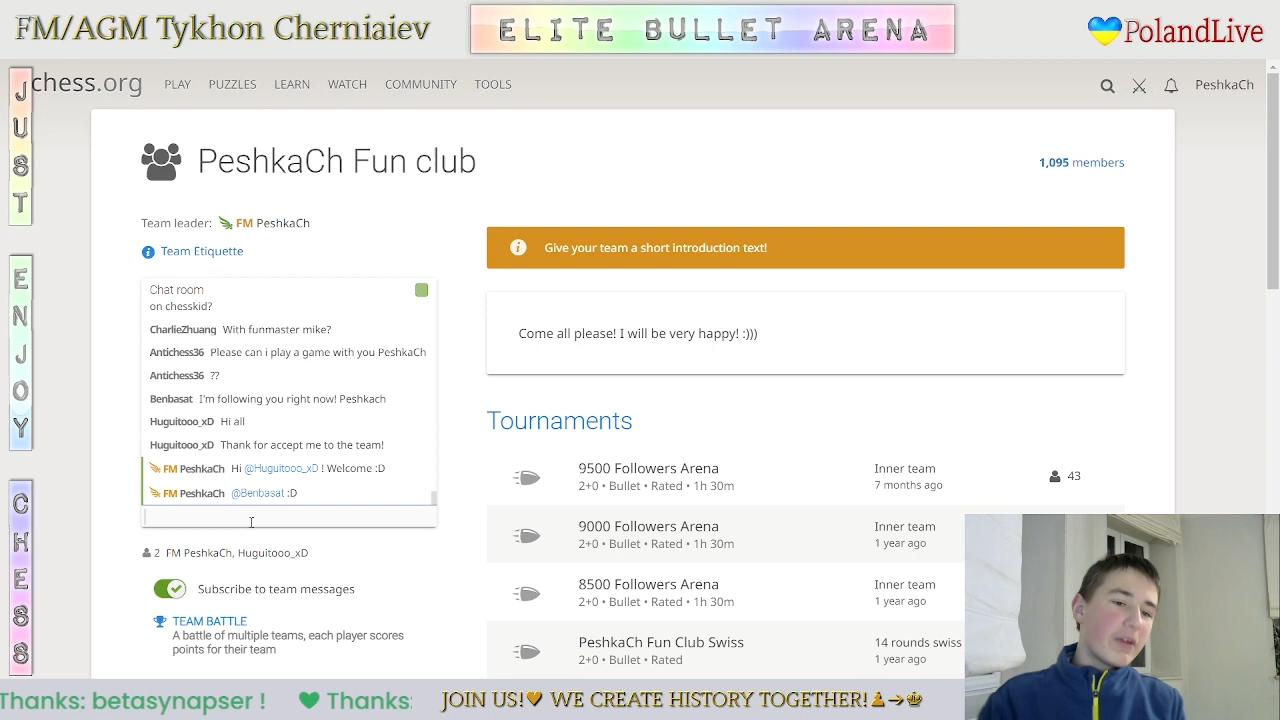 FM/AGM Tykhon Cherniaiev
ELITE BULLET ARENA
PolandLive
JUST
ENJOY
CHESS
chess.org
PLAY PUZZLES LEARN WATCH COMMUNITY TOOLS
PeshkaCh
PeshkaCh Fun club
1,095 members
Team leader: FM PeshkaCh
Team Etiquette
Chat room
on chesskid?
CharlieZhuang With funmaster mike?
Antichess36 Please can i play a game with you PeshkaCh
Antichess36 ??
Benbasat I'm following you right now! Peshkach
Huguitooo_xD Hi all
Huguitooo_xD Thank for accept me to the team!
FM PeshkaCh Hi @Huguitooo_xD ! Welcome :D
FM PeshkaCh @Benbasat :D
2 FM PeshkaCh, Huguitooo_xD
Subscribe to team messages
TEAM BATTLE
A battle of multiple teams, each player scores
points for their team
Give your team a short introduction text!
Come all please! I will be very happy! :)))
Tournaments
9500 Followers Arena
2+0 • Bullet • Rated • 1h 30m
Inner team
7 months ago
43
9000 Followers Arena
2+0 • Bullet • Rated • 1h 30m
Inner team
1 year ago
8500 Followers Arena
2+0 • Bullet • Rated • 1h 30m
Inner team
1 year ago
PeshkaCh Fun Club Swiss
2+0 • Bullet • Rated
14 rounds swiss
1 year ago
Thanks: betasynapser ! Thanks:
JOIN US! WE CREATE HISTORY TOGETHER!